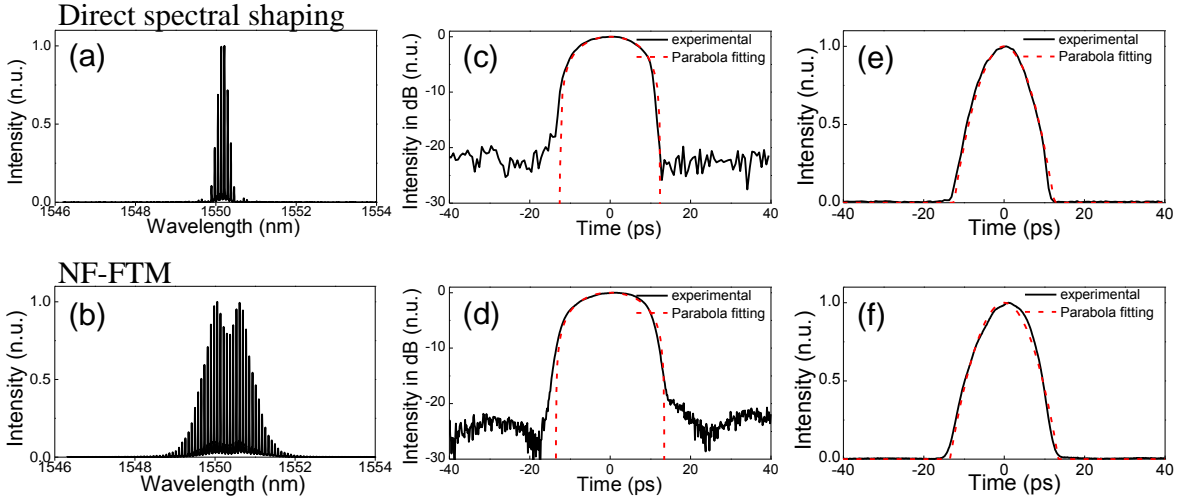 Direct spectral shaping
(a)
Intensity (n.u.)
1.0
0.5
0.0
1546 1548 1550 1552 1554
Wavelength (nm)
(c)
experimental
Parabola fitting
Intensity in dB (n.u.)
0
-10
-20
-30
-40 -20 0 20 40
Time (ps)
(e)
experimental
Parabola fitting
Intensity (n.u.)
1.0
0.5
0.0
-40 -20 0 20 40
Time (ps)
NF-FTM
(b)
Intensity (n.u.)
1.0
0.5
0.0
1546 1548 1550 1552 1554
Wavelength (nm)
(d)
experimental
Parabola fitting
Intensity in dB (n.u.)
0
-10
-20
-30
-40 -20 0 20 40
Time (ps)
(f)
experimental
Parabola fitting
Intensity (n.u.)
1.0
0.5
0.0
-40 -20 0 20 40
Time (ps)